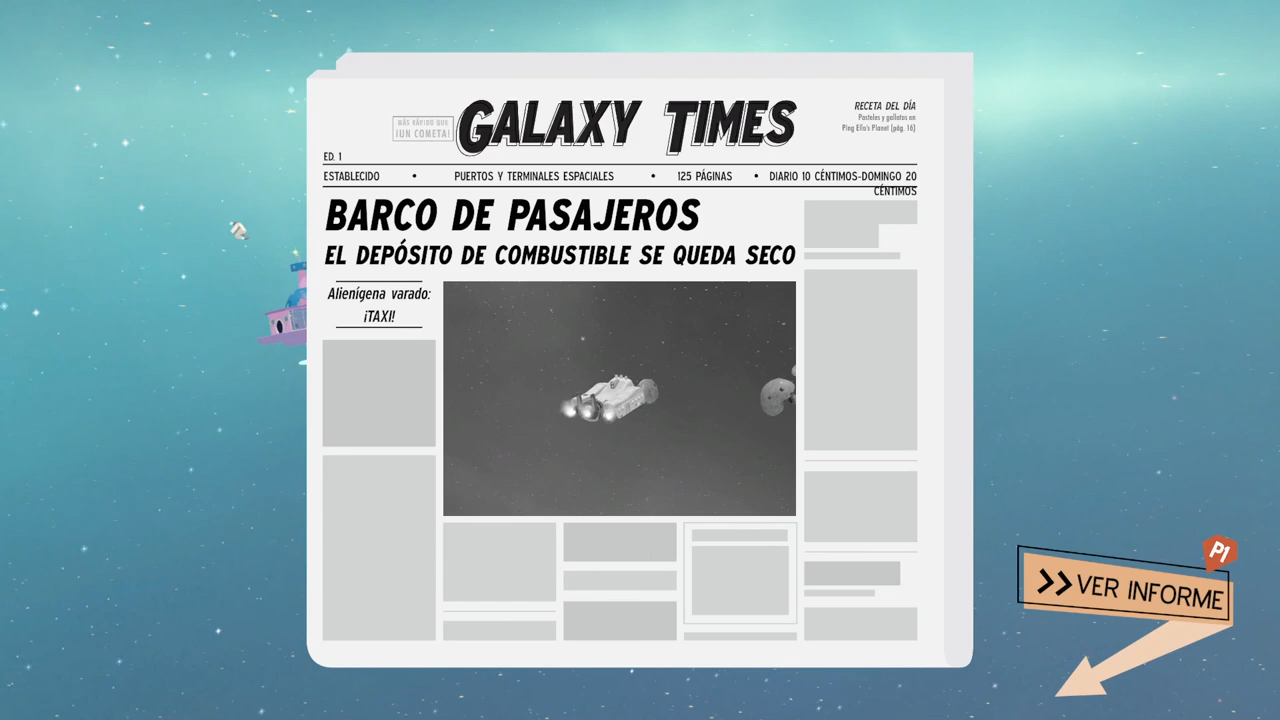 MÁS RÁPIDO QUE
¡UN COMETA!
GALAXY TIMES
RECETA DEL DÍA
Pasteles y galletas en
Ping Ello's Planet (pág. 16)
ED. 1
ESTABLECIDO • PUERTOS Y TERMINALES ESPACIALES • 125 PÁGINAS • DIARIO 10 CÉNTIMOS-DOMINGO 20
CÉNTIMOS
BARCO DE PASAJEROS
EL DEPÓSITO DE COMBUSTIBLE SE QUEDA SECO
Alienígena varado:
¡TAXI!
P1
>>VER INFORME